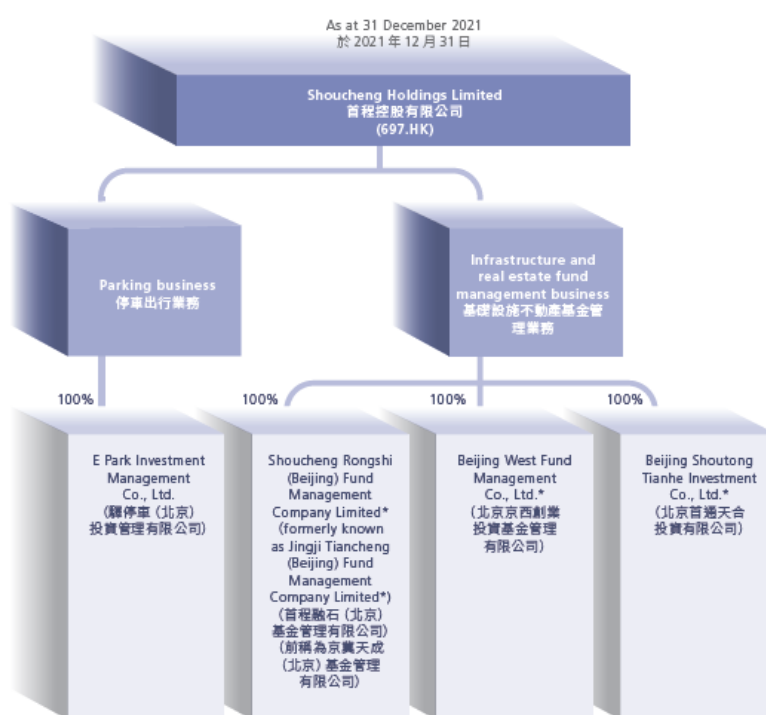 As at 31 December 2021
於 2021 年 12 月 31 日
Shoucheng Holdings Limited
首程控股有限公司
(697.HK)
Parking business
停車出行業務
Infrastructure and
real estate fund
management business
基礎設施不動產基金管
理業務
100%
100%
100%
100%
E Park Investment
Management
Co., Ltd.
(驛停車 (北京)
投資管理有限公司)
Shoucheng Rongshi
(Beijing) Fund
Management
Company Limited*
(formerly known
as Jingji Tiancheng
(Beijing) Fund
Management
Company Limited*)
(首程融石 (北京)
基金管理有限公司)
(前稱為京冀天成
(北京) 基金管理
有限公司)
Beijing West Fund
Management
Co., Ltd.*
(北京京西創業
投資基金管理
有限公司)
Beijing Shoutong
Tianhe Investment
Co., Ltd.*
(北京首通天合
投資有限公司)